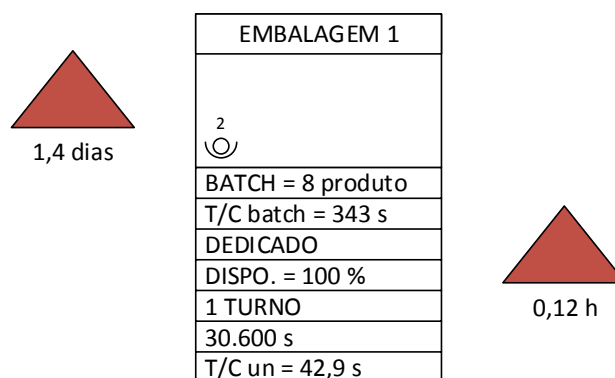 EMBALAGEM 1
2
1,4 dias
BATCH = 8 produto
T/C batch = 343 s
DEDICADO
DISPO. = 100 %
1 TURNO
0,12 h
30.600 s
T/C un = 42,9 s